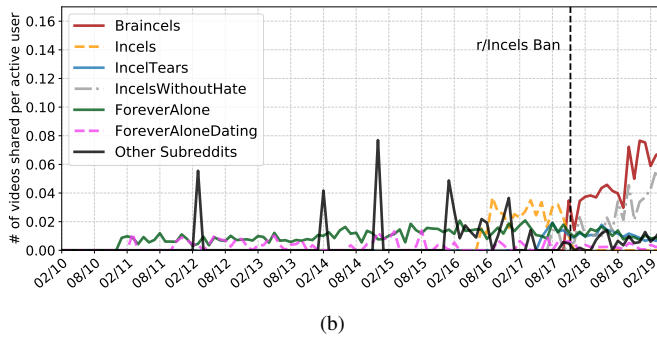 0.16
0.14
0.12
0.10
0.08
0.06
0.04
0.02
0.00
# of videos shared per active user
Braincels
Incels
IncelTears
IncelsWithoutHate
ForeverAlone
ForeverAloneDating
Other Subreddits
r/Incels Ban
02/10
08/10
02/11
08/11
02/12
08/12
02/13
08/13
02/14
08/14
02/15
08/15
02/16
08/16
02/17
08/17
02/18
08/18
02/19
(b)